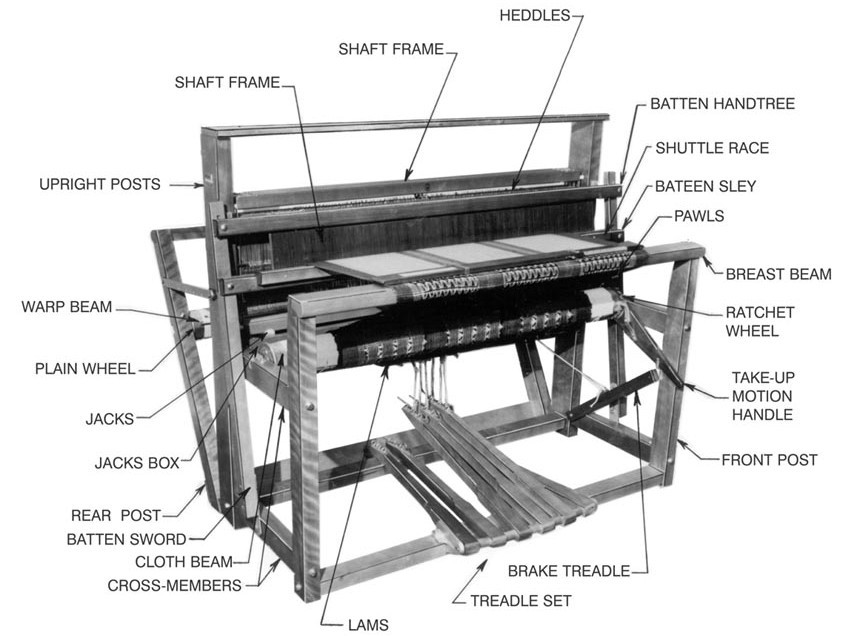 HEDDLES
SHAFT FRAME
SHAFT FRAME
BATTEN HANDTREE
SHUTTLE RACE
UPRIGHT POSTS
BATEEN SLEY
PAWLS
BREAST BEAM
WARP BEAM
RATCHET
WHEEL
PLAIN WHEEL
TAKE-UP
MOTION
HANDLE
JACKS
JACKS BOX
FRONT POST
REAR POST
BATTEN SWORD
CLOTH BEAM
BRAKE TREADLE
CROSS-MEMBERS
TREADLE SET
LAMS